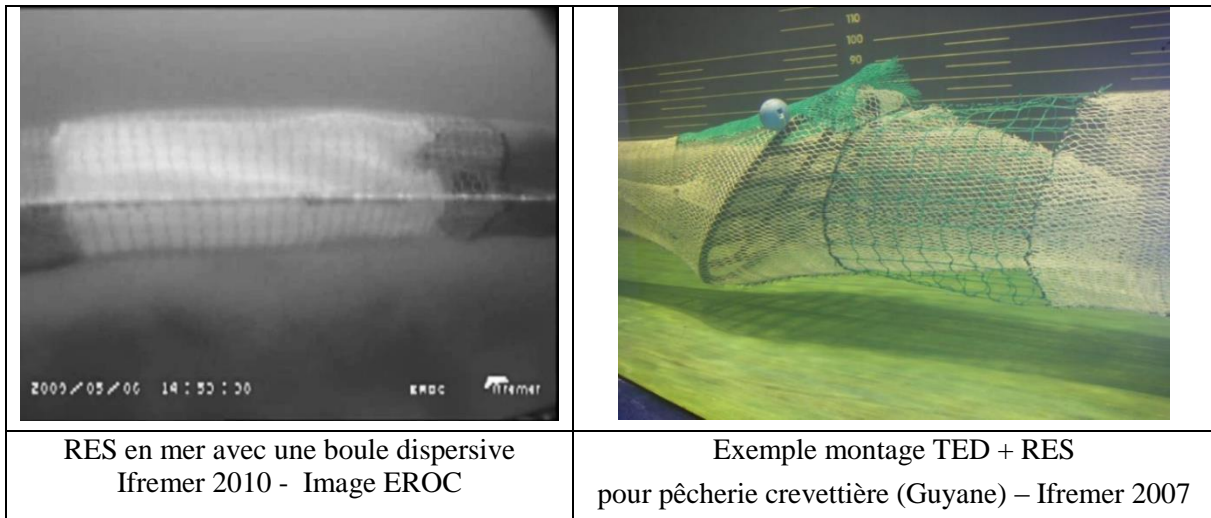 110
100
90
2009/05/06 14:53:30 EROC Ifremer
RES en mer avec une boule dispersive
Ifremer 2010 - Image EROC
Exemple montage TED + RES
pour pêcherie crevettière (Guyane) – Ifremer 2007